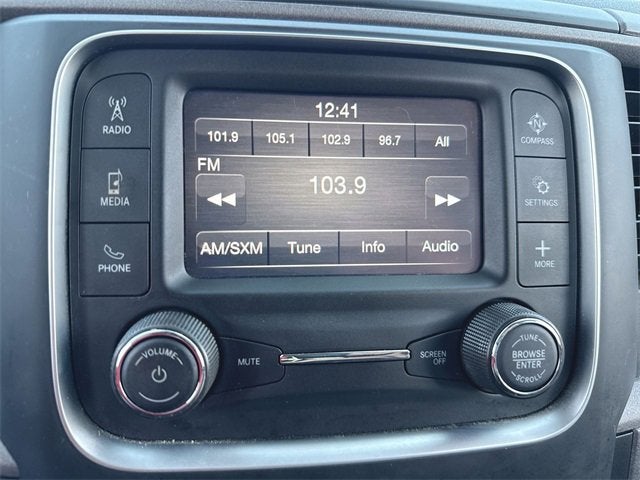 RADIO
MEDIA
PHONE
12:41
101.9 105.1 102.9 96.7 All
FM
103.9
AM/SXM Tune Info Audio
N
COMPASS
SETTINGS
+
MORE
VOLUME
MUTE
SCREEN
OFF
TUNE
BROWSE
ENTER
SCROLL